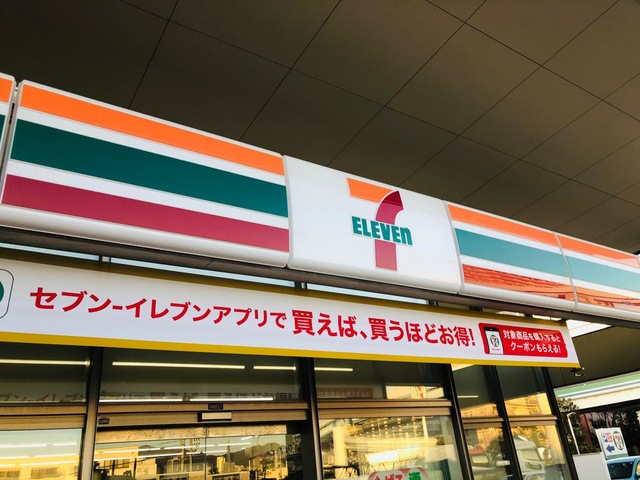 7
ELEVEN
セブン-イレブンアプリで買えば、買うほどお得!
対象商品を購入すると
クーポンもらえる!